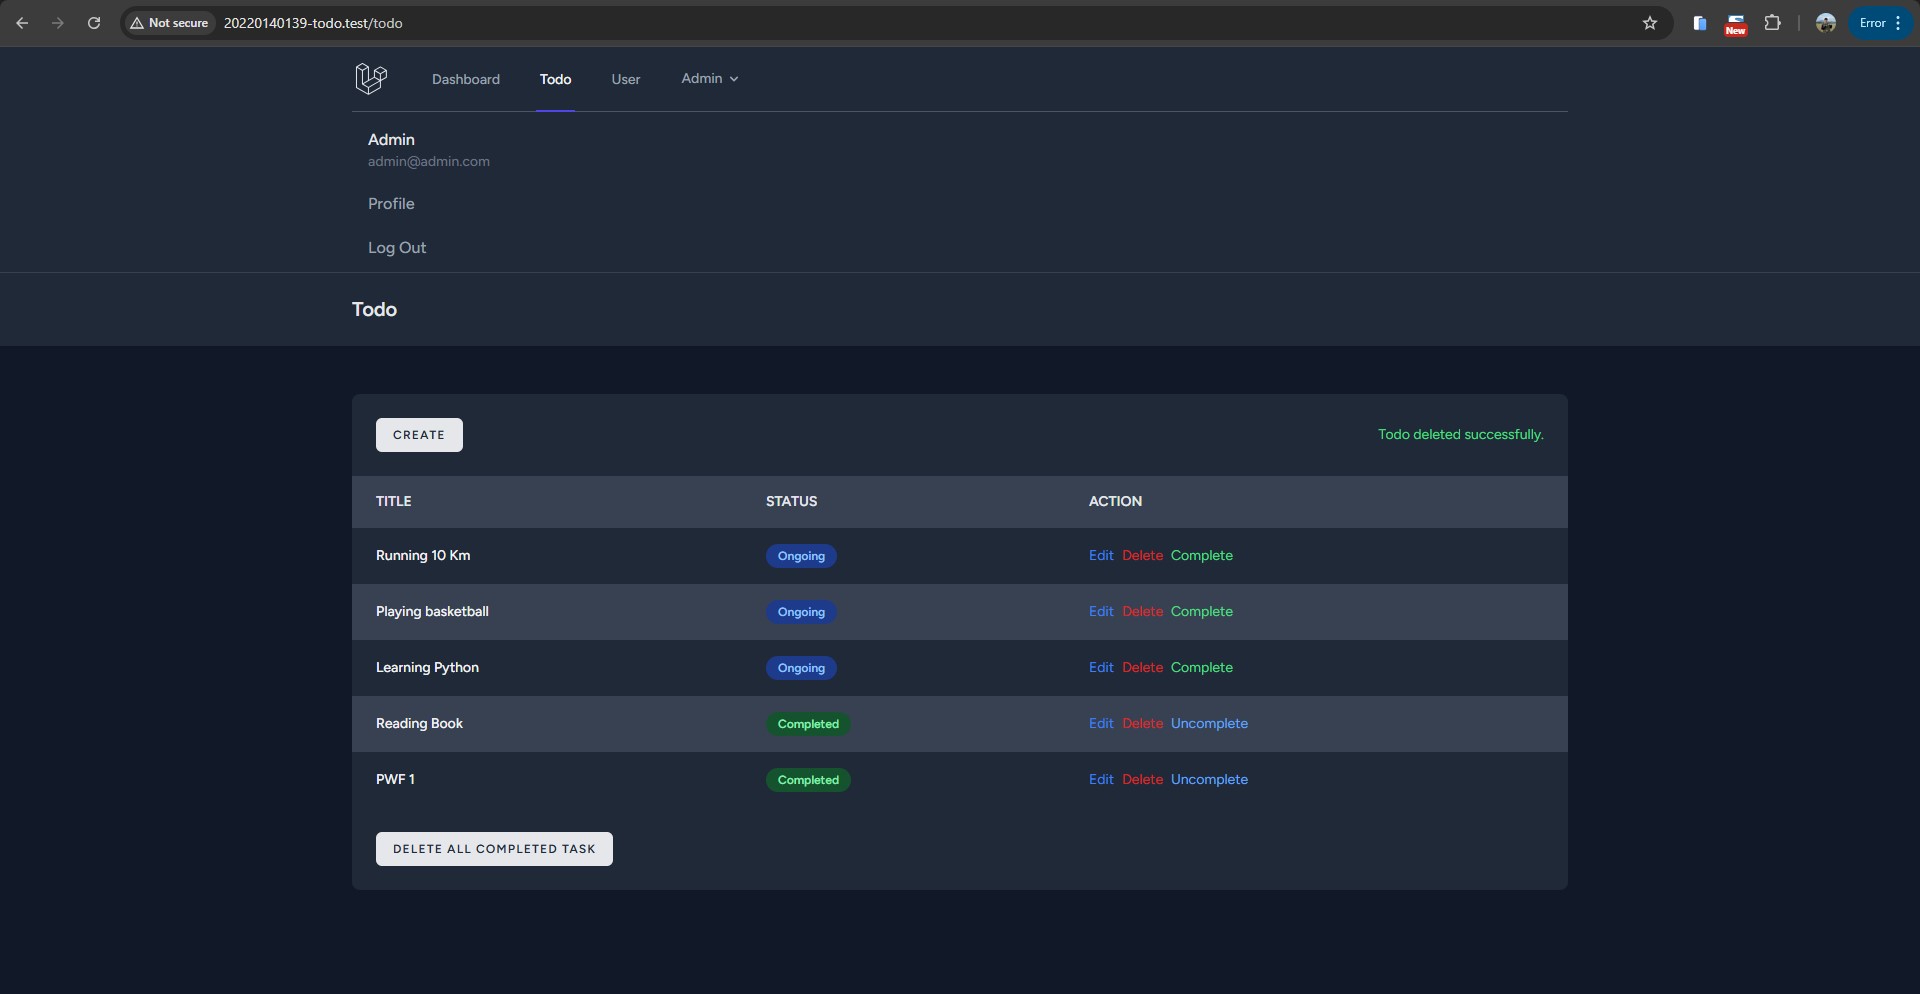 Not secure 20220140139-todo.test/todo New Error
Dashboard Todo User Admin
Admin
admin@admin.com
Profile
Log Out
Todo
CREATE Todo deleted successfully.
TITLE STATUS ACTION
Running 10 Km Ongoing Edit Delete Complete
Playing basketball Ongoing Edit Delete Complete
Learning Python Ongoing Edit Delete Complete
Reading Book Completed Edit Delete Uncomplete
PWF 1 Completed Edit Delete Uncomplete
DELETE ALL COMPLETED TASK